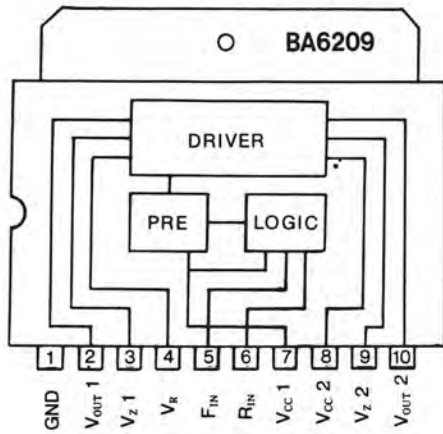 BA6209
DRIVER
PRE LOGIC
1 2 3 4 5 6 7 8 9 10
GND
VOUT 1
VZ 1
VR
FIN
RIN
VCC 1
VCC 2
VZ 2
VOUT 2